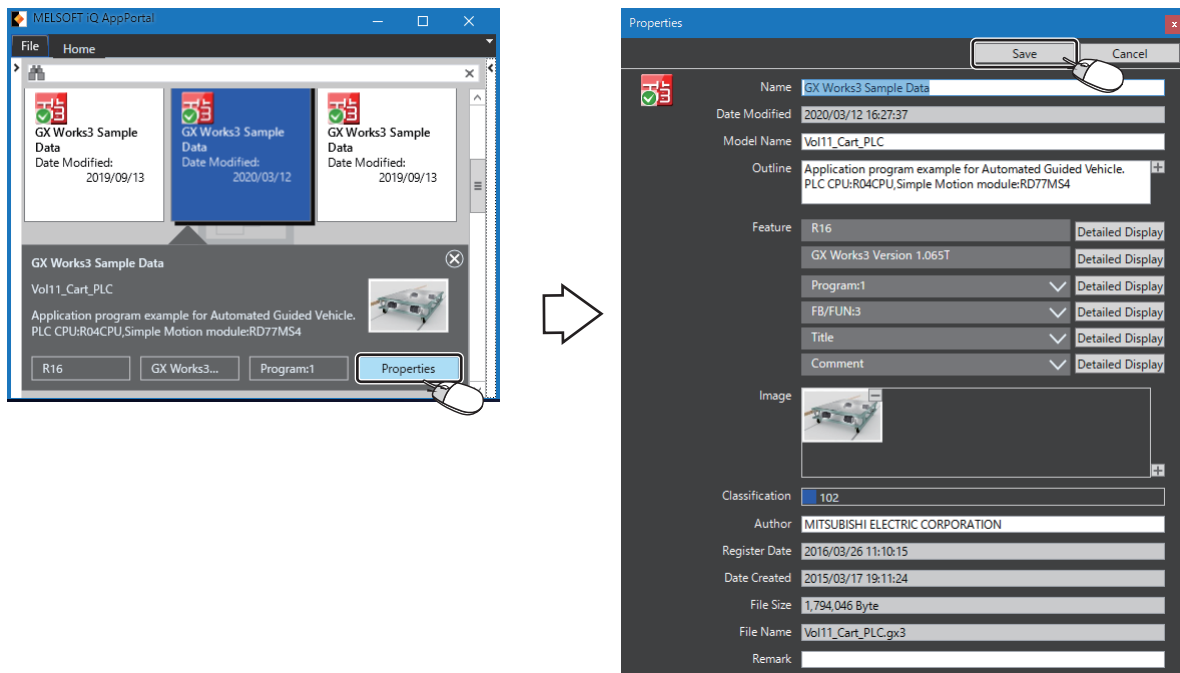 MELSOFT iQ AppPortal
File Home
GX Works3 Sample
Data
Date Modified:
2019/09/13
GX Works3 Sample
Data
Date Modified:
2020/03/12
GX Works3 Sample
Data
Date Modified:
2019/09/13
GX Works3 Sample Data
Vol11_Cart_PLC
Application program example for Automated Guided Vehicle.
PLC CPU:R04CPU,Simple Motion module:RD77MS4
R16 GX Works3... Program:1 Properties
Properties
Save Cancel
Name GX Works3 Sample Data
Date Modified 2020/03/12 16:27:37
Model Name Vol11_Cart_PLC
Outline Application program example for Automated Guided Vehicle.
PLC CPU:R04CPU,Simple Motion module:RD77MS4
Feature R16 Detailed Display
GX Works3 Version 1.065T Detailed Display
Program:1 Detailed Display
FB/FUN:3 Detailed Display
Title Detailed Display
Comment Detailed Display
Image
Classification 102
Author MITSUBISHI ELECTRIC CORPORATION
Register Date 2016/03/26 11:10:15
Date Created 2015/03/17 19:11:24
File Size 1,794,046 Byte
File Name Vol11_Cart_PLC.gx3
Remark